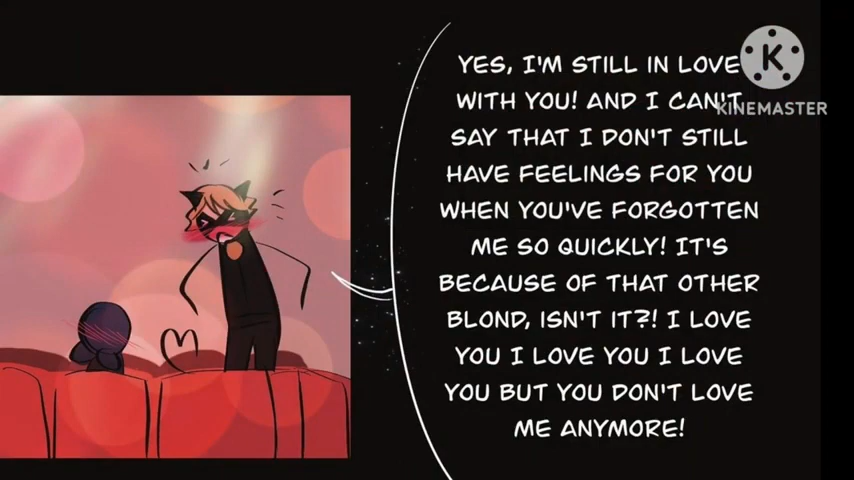 YES, I'M STILL IN LOVE
WITH YOU! AND I CAN'T
SAY THAT I DON'T STILL
HAVE FEELINGS FOR YOU
WHEN YOU'VE FORGOTTEN
ME SO QUICKLY! IT'S
BECAUSE OF THAT OTHER
BLOND, ISN'T IT?! I LOVE
YOU I LOVE YOU I LOVE
YOU BUT YOU DON'T LOVE
ME ANYMORE!
K
KINEMASTER